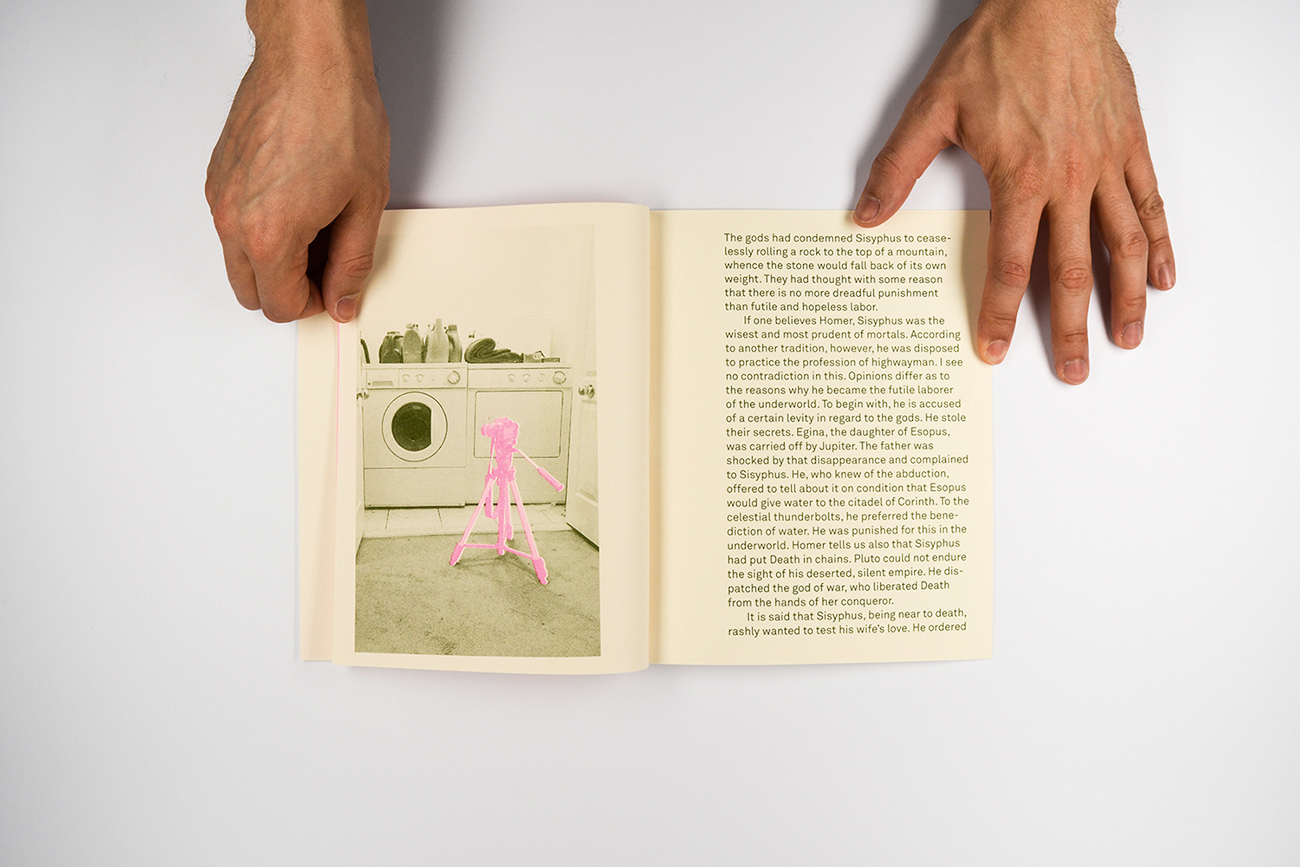 The gods had condemned Sisyphus to cease-
lessly rolling a rock to the top of a mountain,
whence the stone would fall back of its own
weight. They had thought with some reason
that there is no more dreadful punishment
than futile and hopeless labor.
If one believes Homer, Sisyphus was the
wisest and most prudent of mortals. According
to another tradition, however, he was disposed
to practice the profession of highwayman. I see
no contradiction in this. Opinions differ as to
the reasons why he became the futile laborer
of the underworld. To begin with, he is accused
of a certain levity in regard to the gods. He stole
their secrets. Egina, the daughter of Esopus,
was carried off by Jupiter. The father was
shocked by that disappearance and complained
to Sisyphus. He, who knew of the abduction,
offered to tell about it on condition that Esopus
would give water to the citadel of Corinth. To the
celestial thunderbolts, he preferred the bene-
diction of water. He was punished for this in the
underworld. Homer tells us also that Sisyphus
had put Death in chains. Pluto could not endure
the sight of his deserted, silent empire. He dis-
patched the god of war, who liberated Death
from the hands of her conqueror.
It is said that Sisyphus, being near to death,
rashly wanted to test his wife's love. He ordered